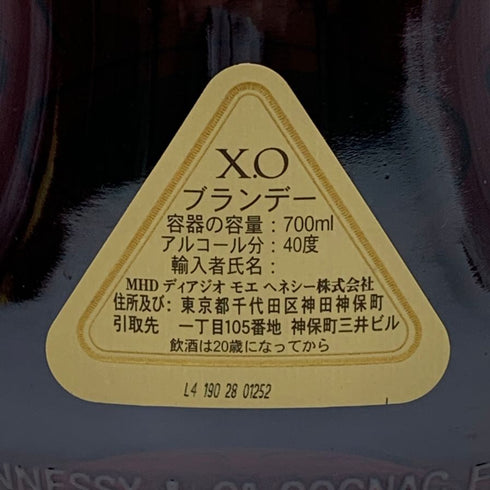 X.O
ブランデー
容器の容量：700ml
アルコール分：40度
輸入者氏名：
MHD ディアジオ モエ ヘネシー株式会社
住所及び：東京都千代田区神田神保町
引取先 一丁目105番地 神保町三井ビル
飲酒は20歳になってから
L4 190 28 01252
NNESSY COGNAC